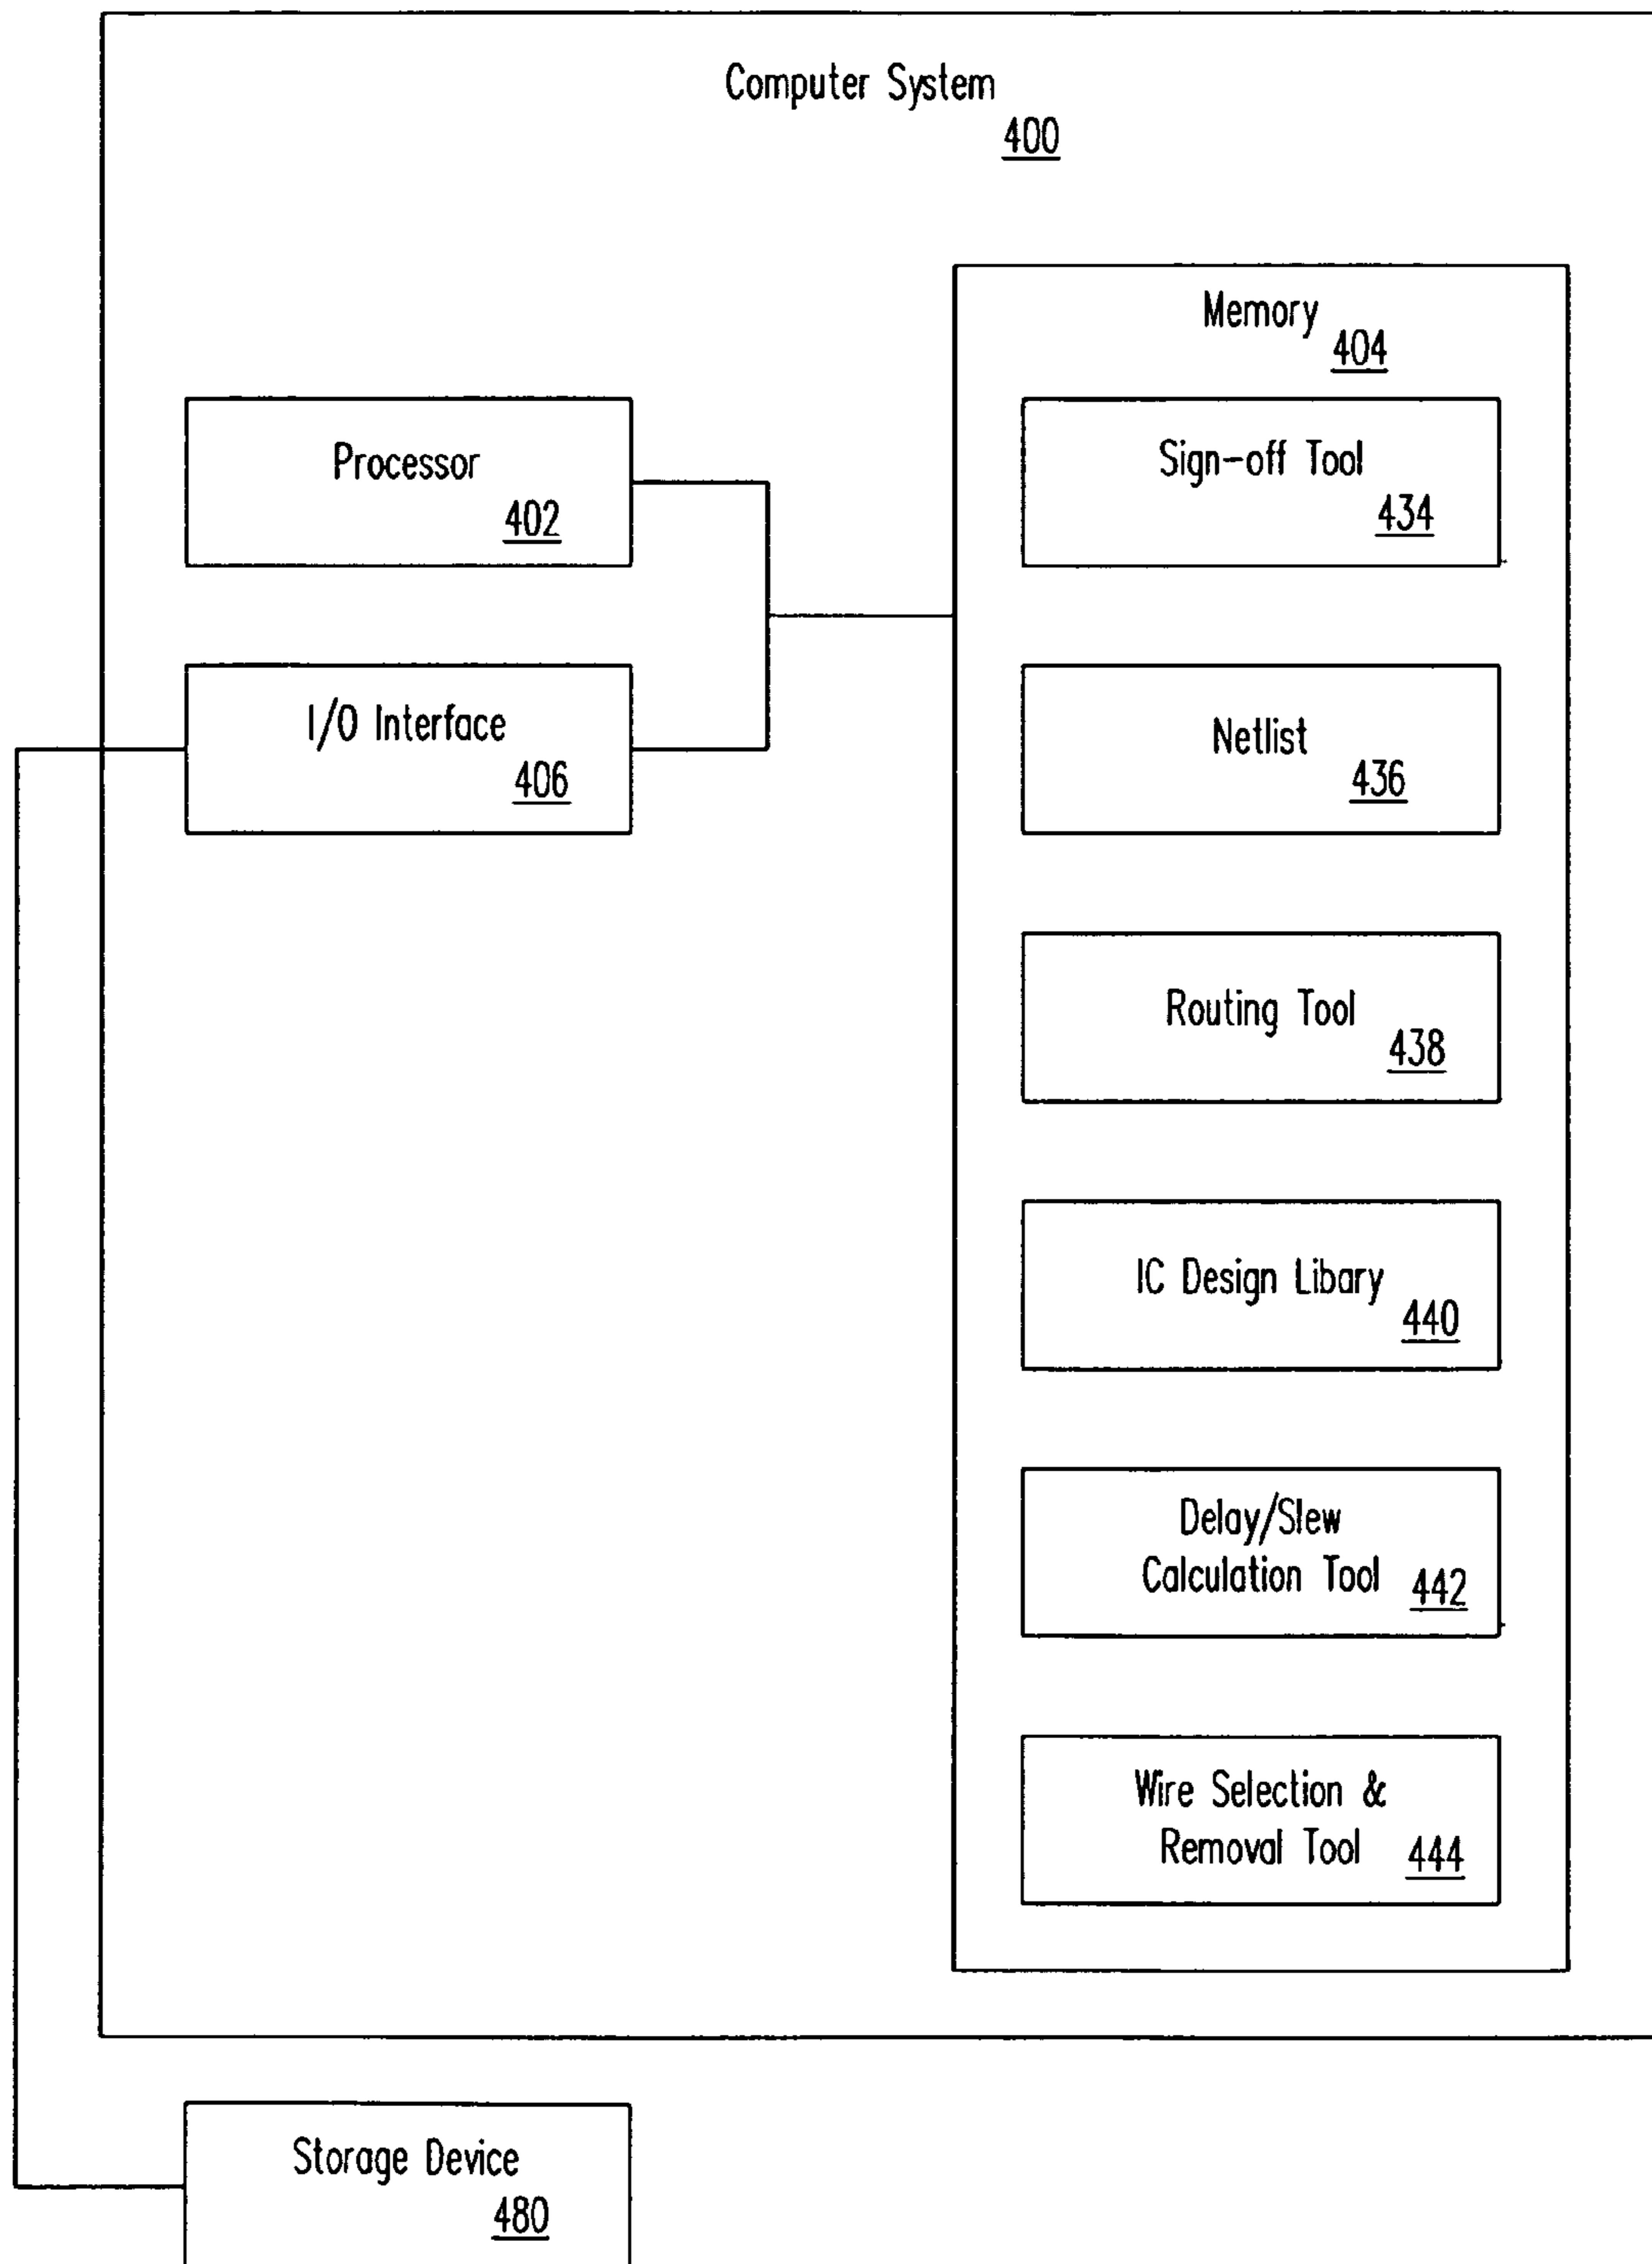 Computer System
400
Memory
404
Processor
402
Sign-off Tool
434
I/O Interface
406
Netlist
436
Routing Tool
438
IC Design Libary
440
Delay/Slew
Calculation Tool 442
Wire Selection &
Removal Tool 444
Storage Device
480